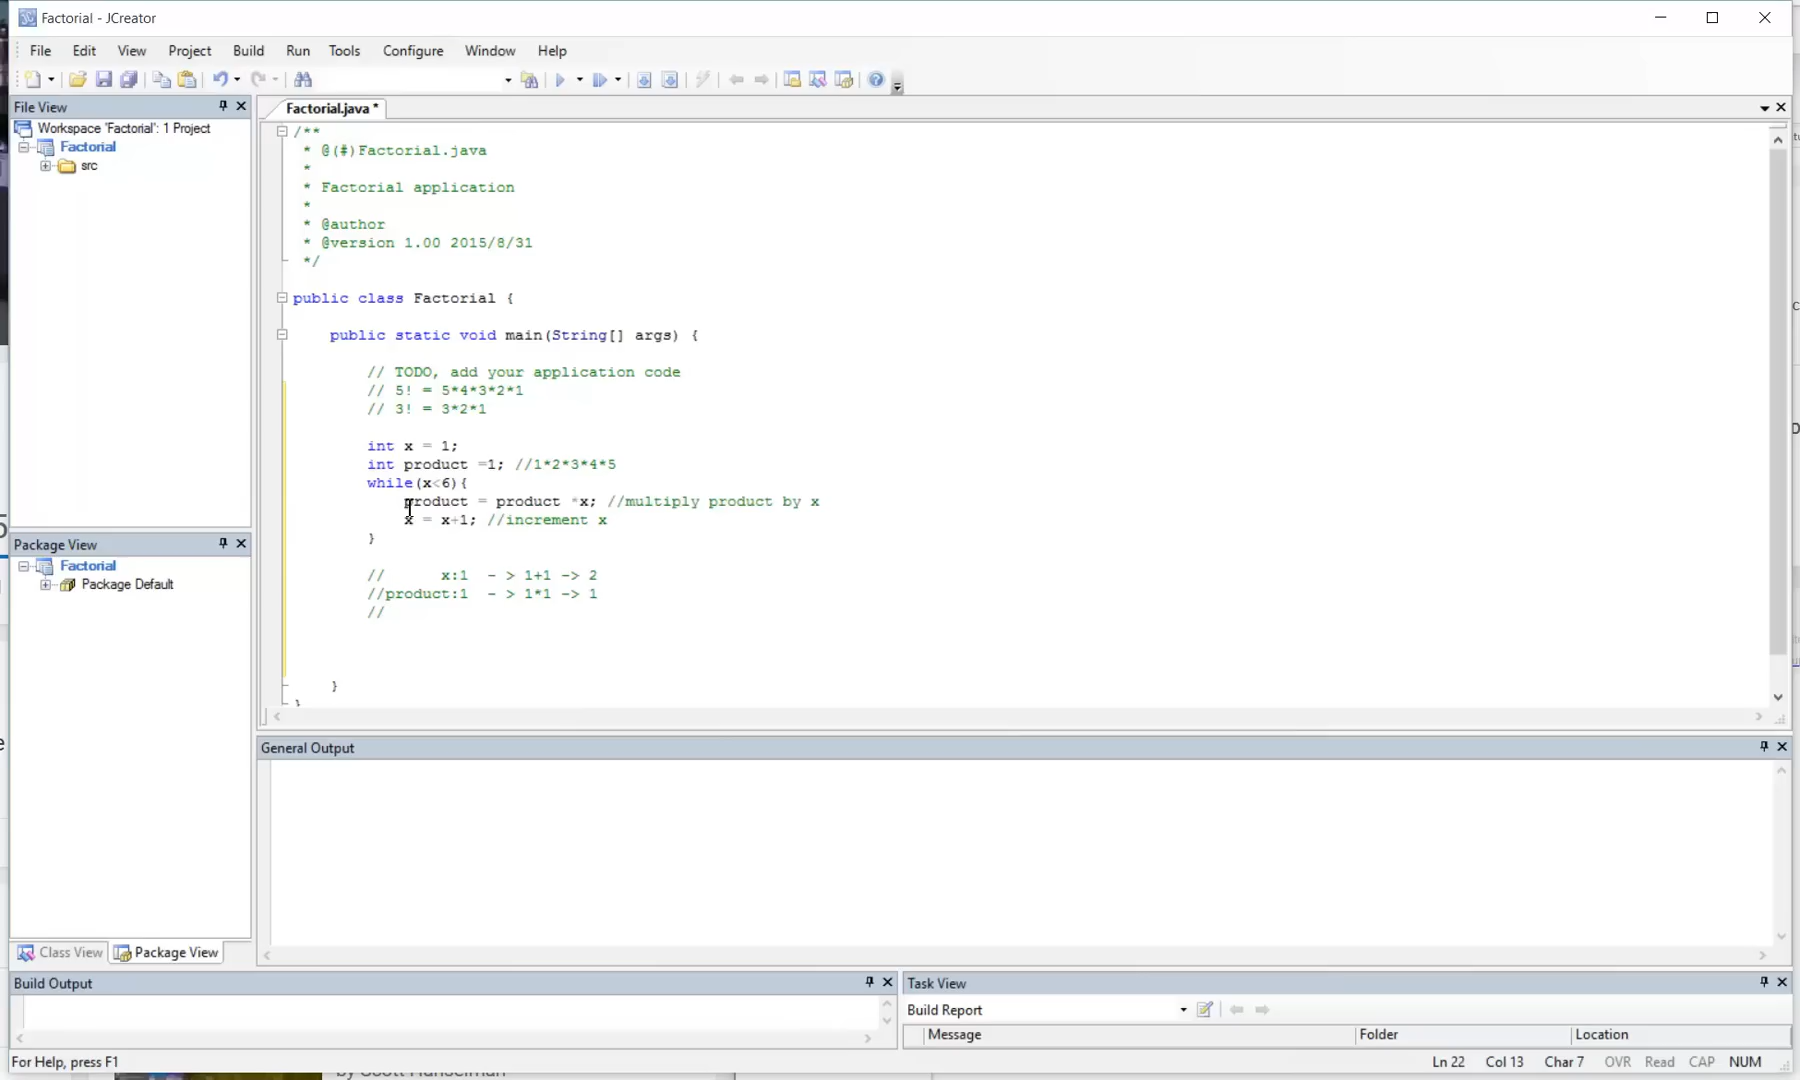 Factorial - JCreator
File Edit View Project Build Run Tools Configure Window Help
File View
Workspace 'Factorial': 1 Project
Factorial
src
Package View
Factorial
Package Default
Class View Package View
Factorial.java *
/**
* @(#)Factorial.java
*
* Factorial application
*
* @author
* @version 1.00 2015/8/31
*/
public class Factorial {
public static void main(String[] args) {
// TODO, add your application code
// 5! = 5*4*3*2*1
// 3! = 3*2*1
int x = 1;
int product =1; //1*2*3*4*5
while(x<6){
product = product *x; //multiply product by x
x = x+1; //increment x
}
// x:1 - > 1+1 -> 2
//product:1 - > 1*1 -> 1
//
}
}
General Output
Build Output
Task View
Build Report
Message Folder Location
For Help, press F1
Ln 22 Col 13 Char 7 OVR Read CAP NUM
by Scott Hanselman